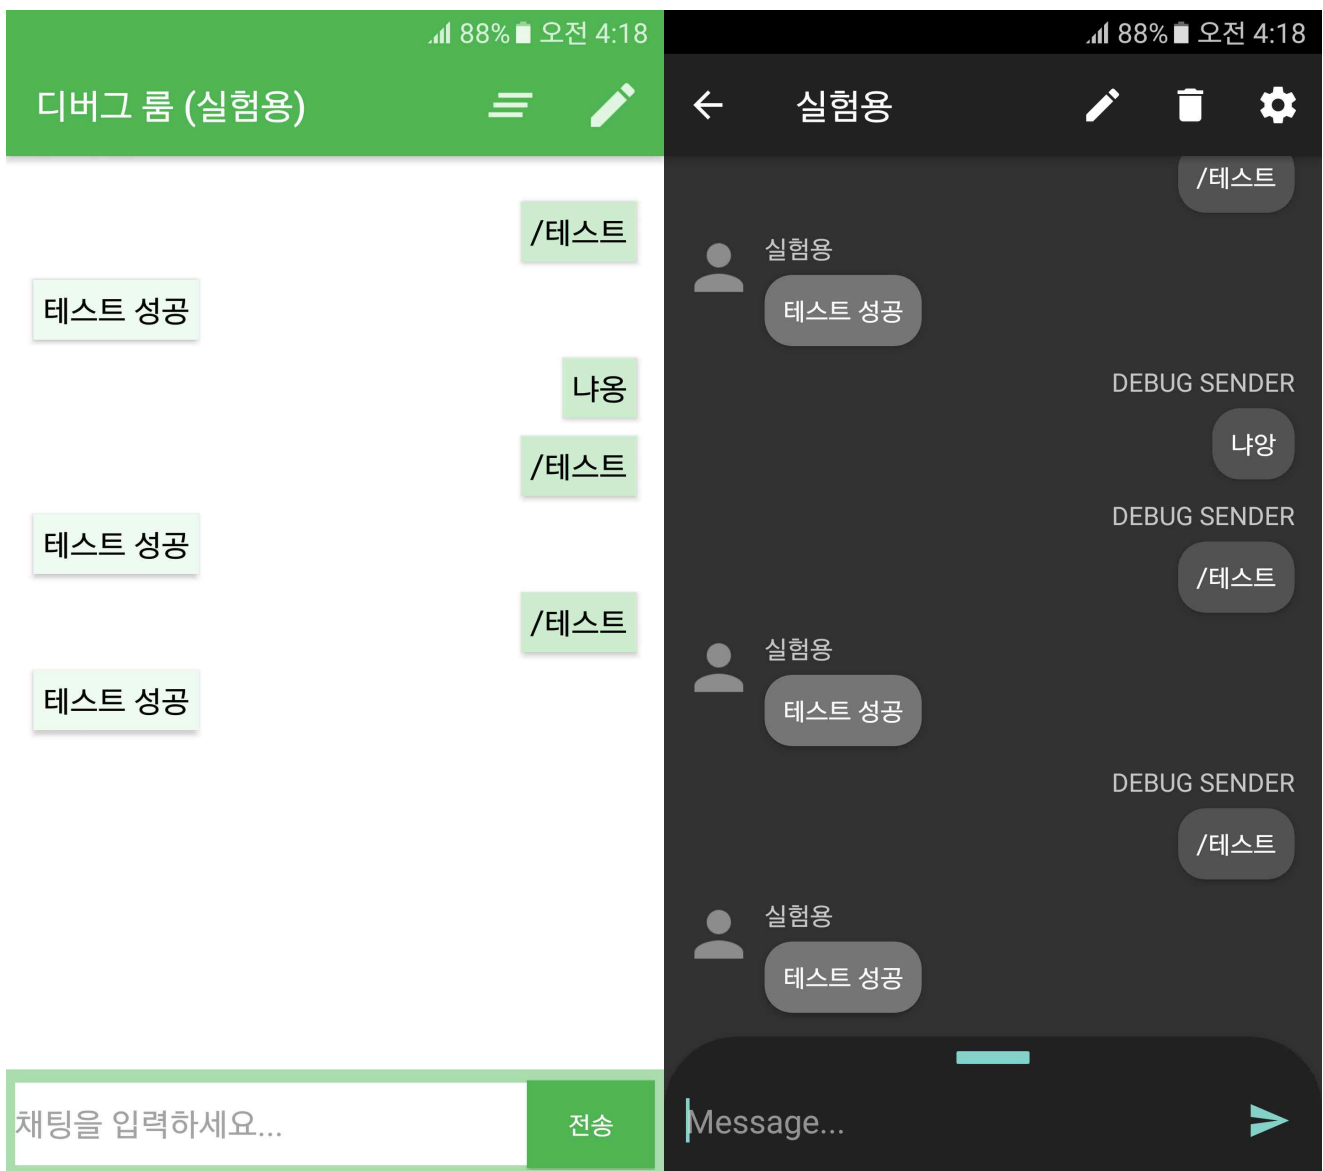 88% 오전 4:18
디버그 룸 (실험용)
/테스트
테스트 성공
냐옹
/테스트
테스트 성공
/테스트
테스트 성공
채팅을 입력하세요...
전송
88% 오전 4:18
실험용
/테스트
실험용
테스트 성공
DEBUG SENDER
냐앙
DEBUG SENDER
/테스트
실험용
테스트 성공
DEBUG SENDER
/테스트
실험용
테스트 성공
Message...